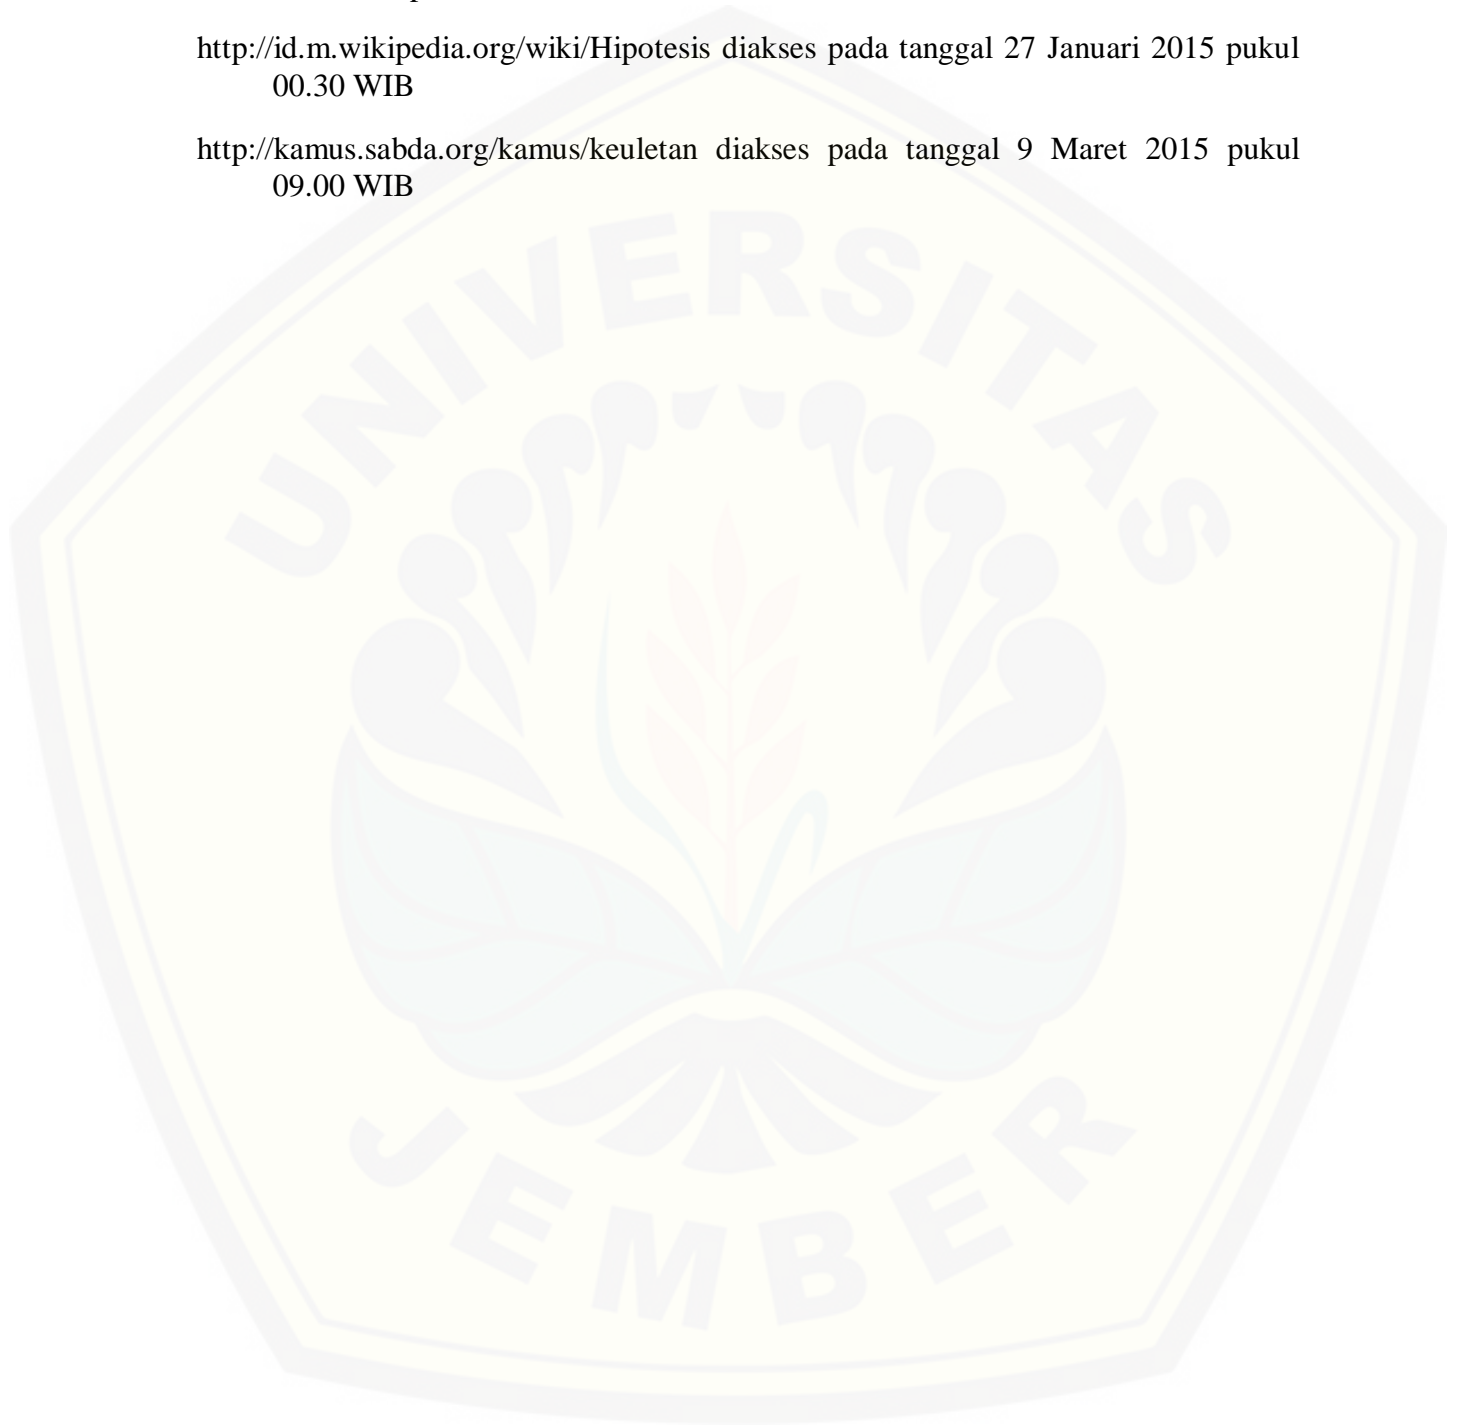 http://id.m.wikipedia.org/wiki/Hipotesis diakses pada tanggal 27 Januari 2015 pukul
00.30 WIB
http://kamus.sabda.org/kamus/keuletan diakses pada tanggal 9 Maret 2015 pukul
09.00 WIB
UNIVERSITAS
JEMBER